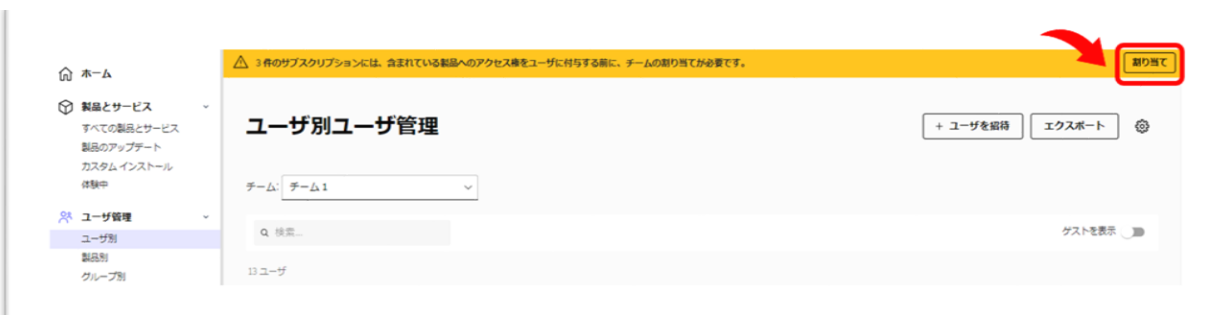 3 件のサブスクリプションには、含まれている製品へのアクセス権をユーザに付与する前に、チームの割り当てが必要です。
割り当て
ホーム
製品とサービス
すべての製品とサービス
製品のアップデート
カスタム インストール
体験中
ユーザ管理
ユーザ別
製品別
グループ別
ユーザ別ユーザ管理
+ ユーザを招待
エクスポート
チーム: チーム 1
検索...
ゲストを表示
13 ユーザ